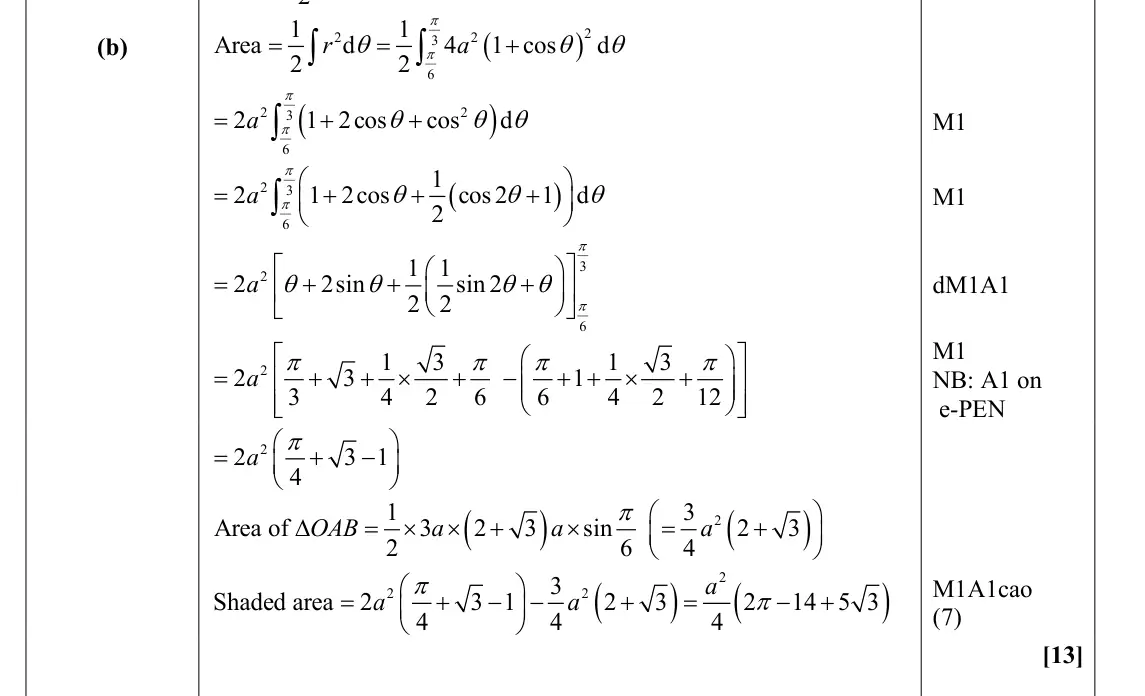 2
(b) Area = 1/2 ∫ r² dθ = 1/2 ∫_{π/6}^{π/3} 4a² (1 + cos θ)² dθ
= 2a² ∫_{π/6}^{π/3} (1 + 2cos θ + cos² θ) dθ M1
= 2a² ∫_{π/6}^{π/3} (1 + 2cos θ + 1/2 (cos 2θ + 1)) dθ M1
= 2a² [θ + 2sin θ + 1/2 (1/2 sin 2θ + θ)]_{π/6}^{π/3} dM1A1
= 2a² [π/3 + √3 + 1/4 × √3/2 + π/6 − (π/6 + 1 + 1/4 × √3/2 + π/12)] M1
NB: A1 on
e-PEN
= 2a² (π/4 + √3 − 1)
Area of ΔOAB = 1/2 × 3a × (2 + √3) a × sin π/6 (= 3/4 a² (2 + √3))
Shaded area = 2a² (π/4 + √3 − 1) − 3/4 a² (2 + √3) = a²/4 (2π − 14 + 5√3) M1A1cao
(7)
[13]